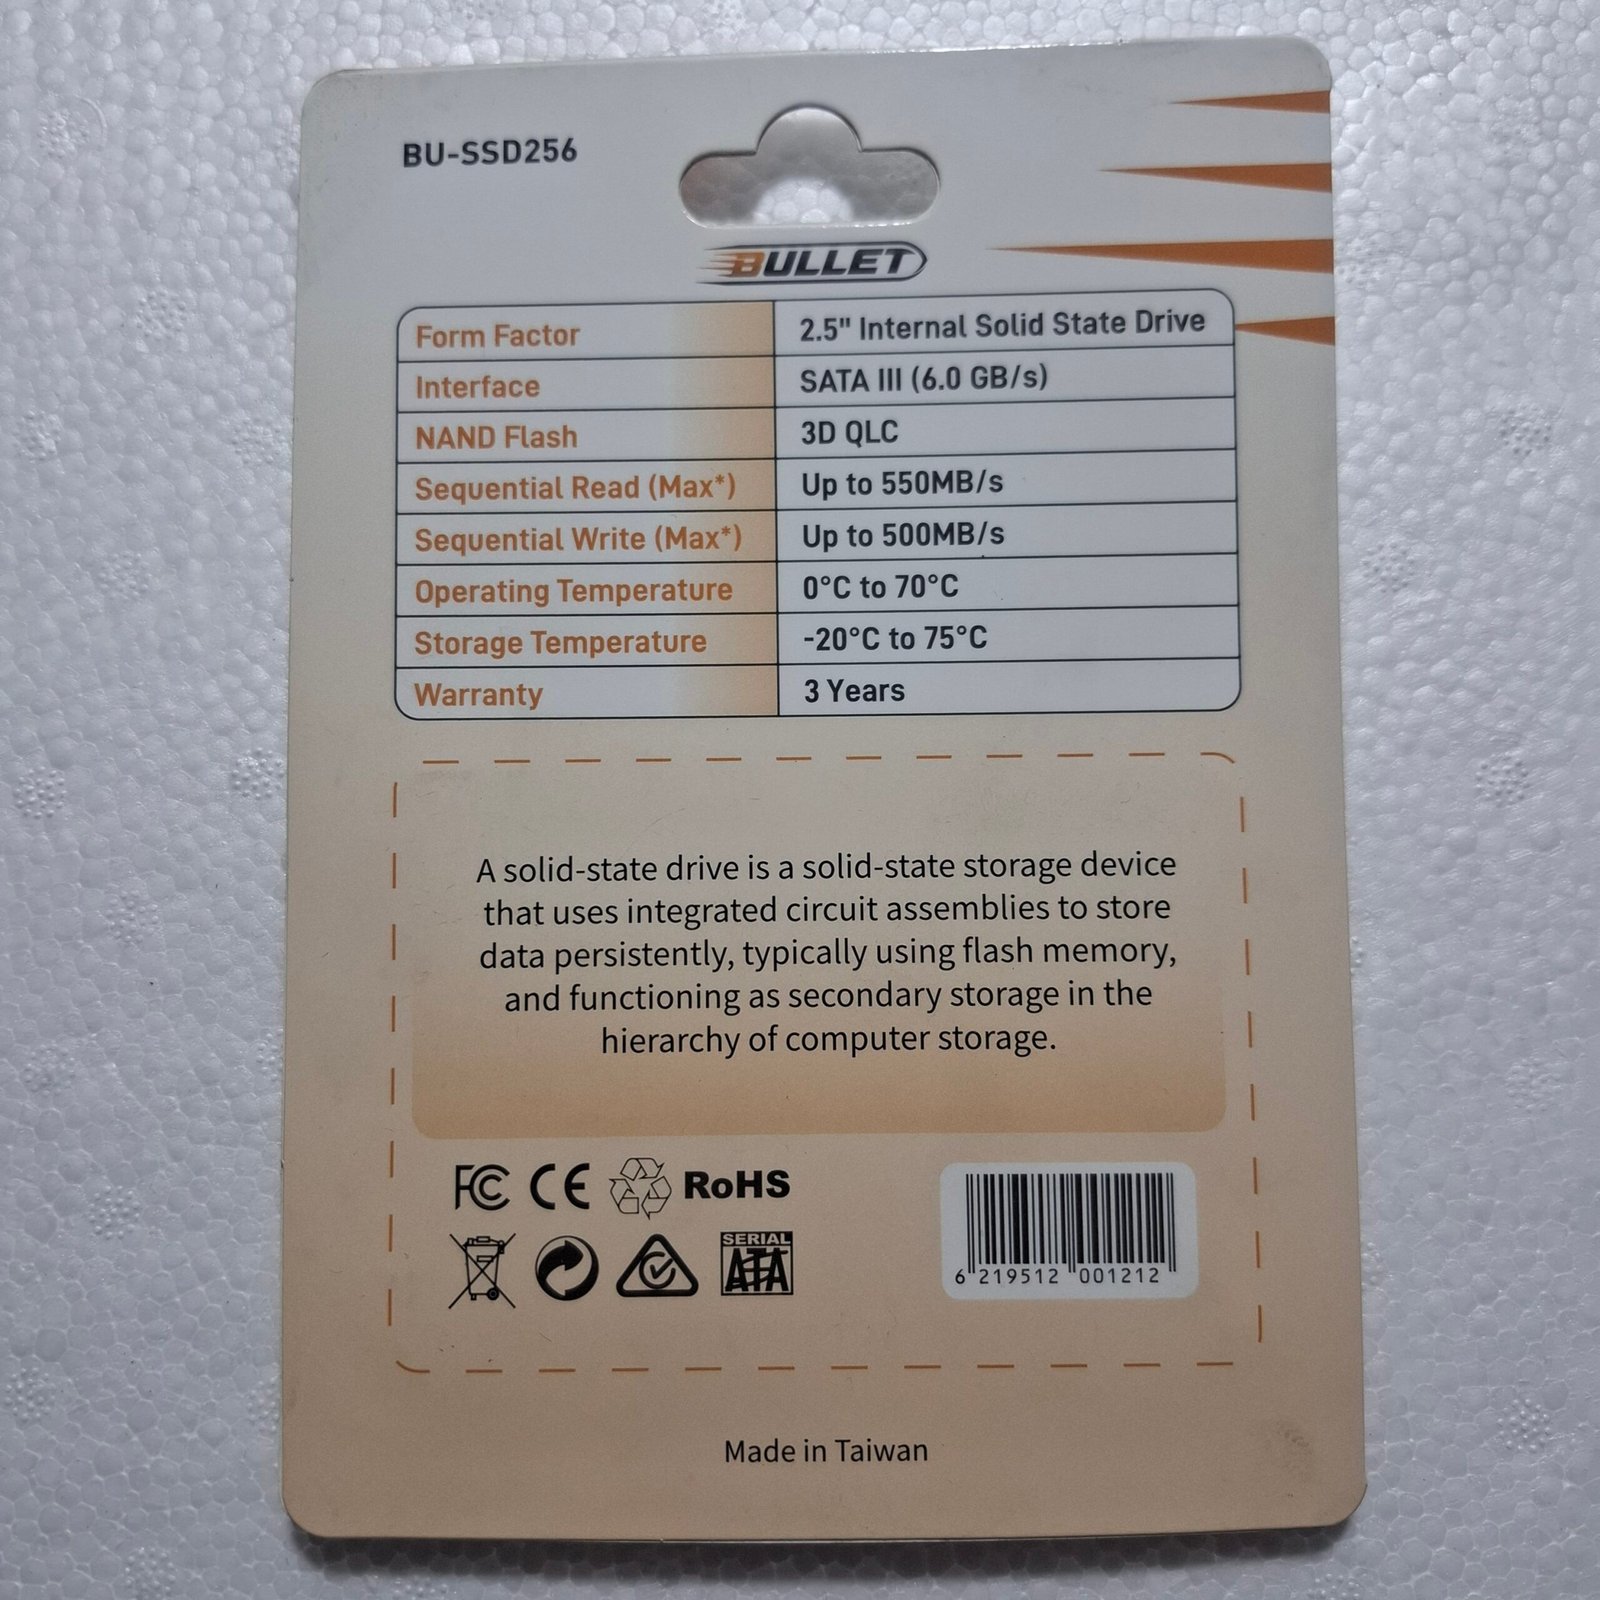 BU-SSD256
BULLET
Form Factor 2.5" Internal Solid State Drive
Interface SATA III (6.0 GB/s)
NAND Flash 3D QLC
Sequential Read (Max*) Up to 550MB/s
Sequential Write (Max*) Up to 500MB/s
Operating Temperature 0°C to 70°C
Storage Temperature -20°C to 75°C
Warranty 3 Years
A solid-state drive is a solid-state storage device
that uses integrated circuit assemblies to store
data persistently, typically using flash memory,
and functioning as secondary storage in the
hierarchy of computer storage.
FC CE RoHS
SERIAL
ATA
6 219512 001212
Made in Taiwan